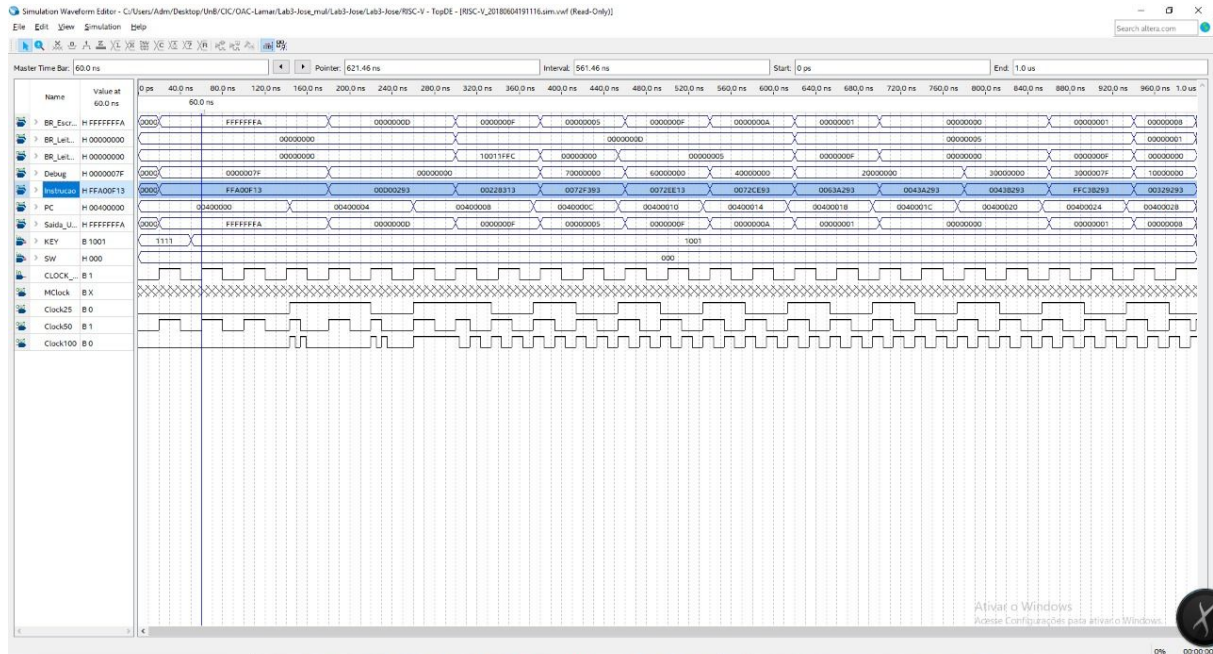 Simulation Waveform Editor - C:/Users/Adm/Desktop/UnB/CIC/OAC-Lamar/Lab3-Jose_mul/Lab3-Jose/Lab3-Jose/RISC-V - TopDE - [RISC-V_20180604191116.sim.vwf (Read-Only)]
File Edit View Simulation Help
Search altera.com
Master Time Bar: 60.0 ns Pointer: 621.46 ns Interval: 561.46 ns Start: 0 ps End: 1.0 us
Name Value at 60.0 ns
0 ps 40.0 ns 80.0 ns 120.0 ns 160.0 ns 200.0 ns 240.0 ns 280.0 ns 320.0 ns 360.0 ns 400.0 ns 440.0 ns 480.0 ns 520.0 ns 560.0 ns 600.0 ns 640.0 ns 680.0 ns 720.0 ns 760.0 ns 800.0 ns 840.0 ns 880.0 ns 920.0 ns 960.0 ns 1.0 us
60.0 ns
BR_Escr... H FFFFFFFA 0000 FFFFFFFA 0000000D 0000000F 00000005 0000000F 0000000A 00000001 00000000 00000001 00000008
BR_Leit... H 00000000 00000000 0000000D 00000005 00000001
BR_Leit... H 00000000 00000000 10011FFC 00000000 00000005 0000000F 00000000 0000000F 00000000
Debug H 0000007F 0000 0000007F 00000000 70000000 60000000 40000000 20000000 30000000 3000007F 10000000
Instrucao H FFA00F13 0000 FFA00F13 00D00293 00228313 0072F393 0072EE13 0072CE93 0063A293 0043A293 0043B293 FFC3B293 00329293
PC H 00400000 00400000 00400004 00400008 0040000C 00400010 00400014 00400018 0040001C 00400020 00400024 00400028
Saida_U... H FFFFFFFA 0000 FFFFFFFA 0000000D 0000000F 00000005 0000000F 0000000A 00000001 00000000 00000001 00000008
KEY B 1001 1111 1001
SW H 000 000
CLOCK_... B 1
MClock B X
Clock25 B 0
Clock50 B 1
Clock100 B 0
Ativar o Windows
Acesse Configurações para ativar o Windows.
0% 00:00:00